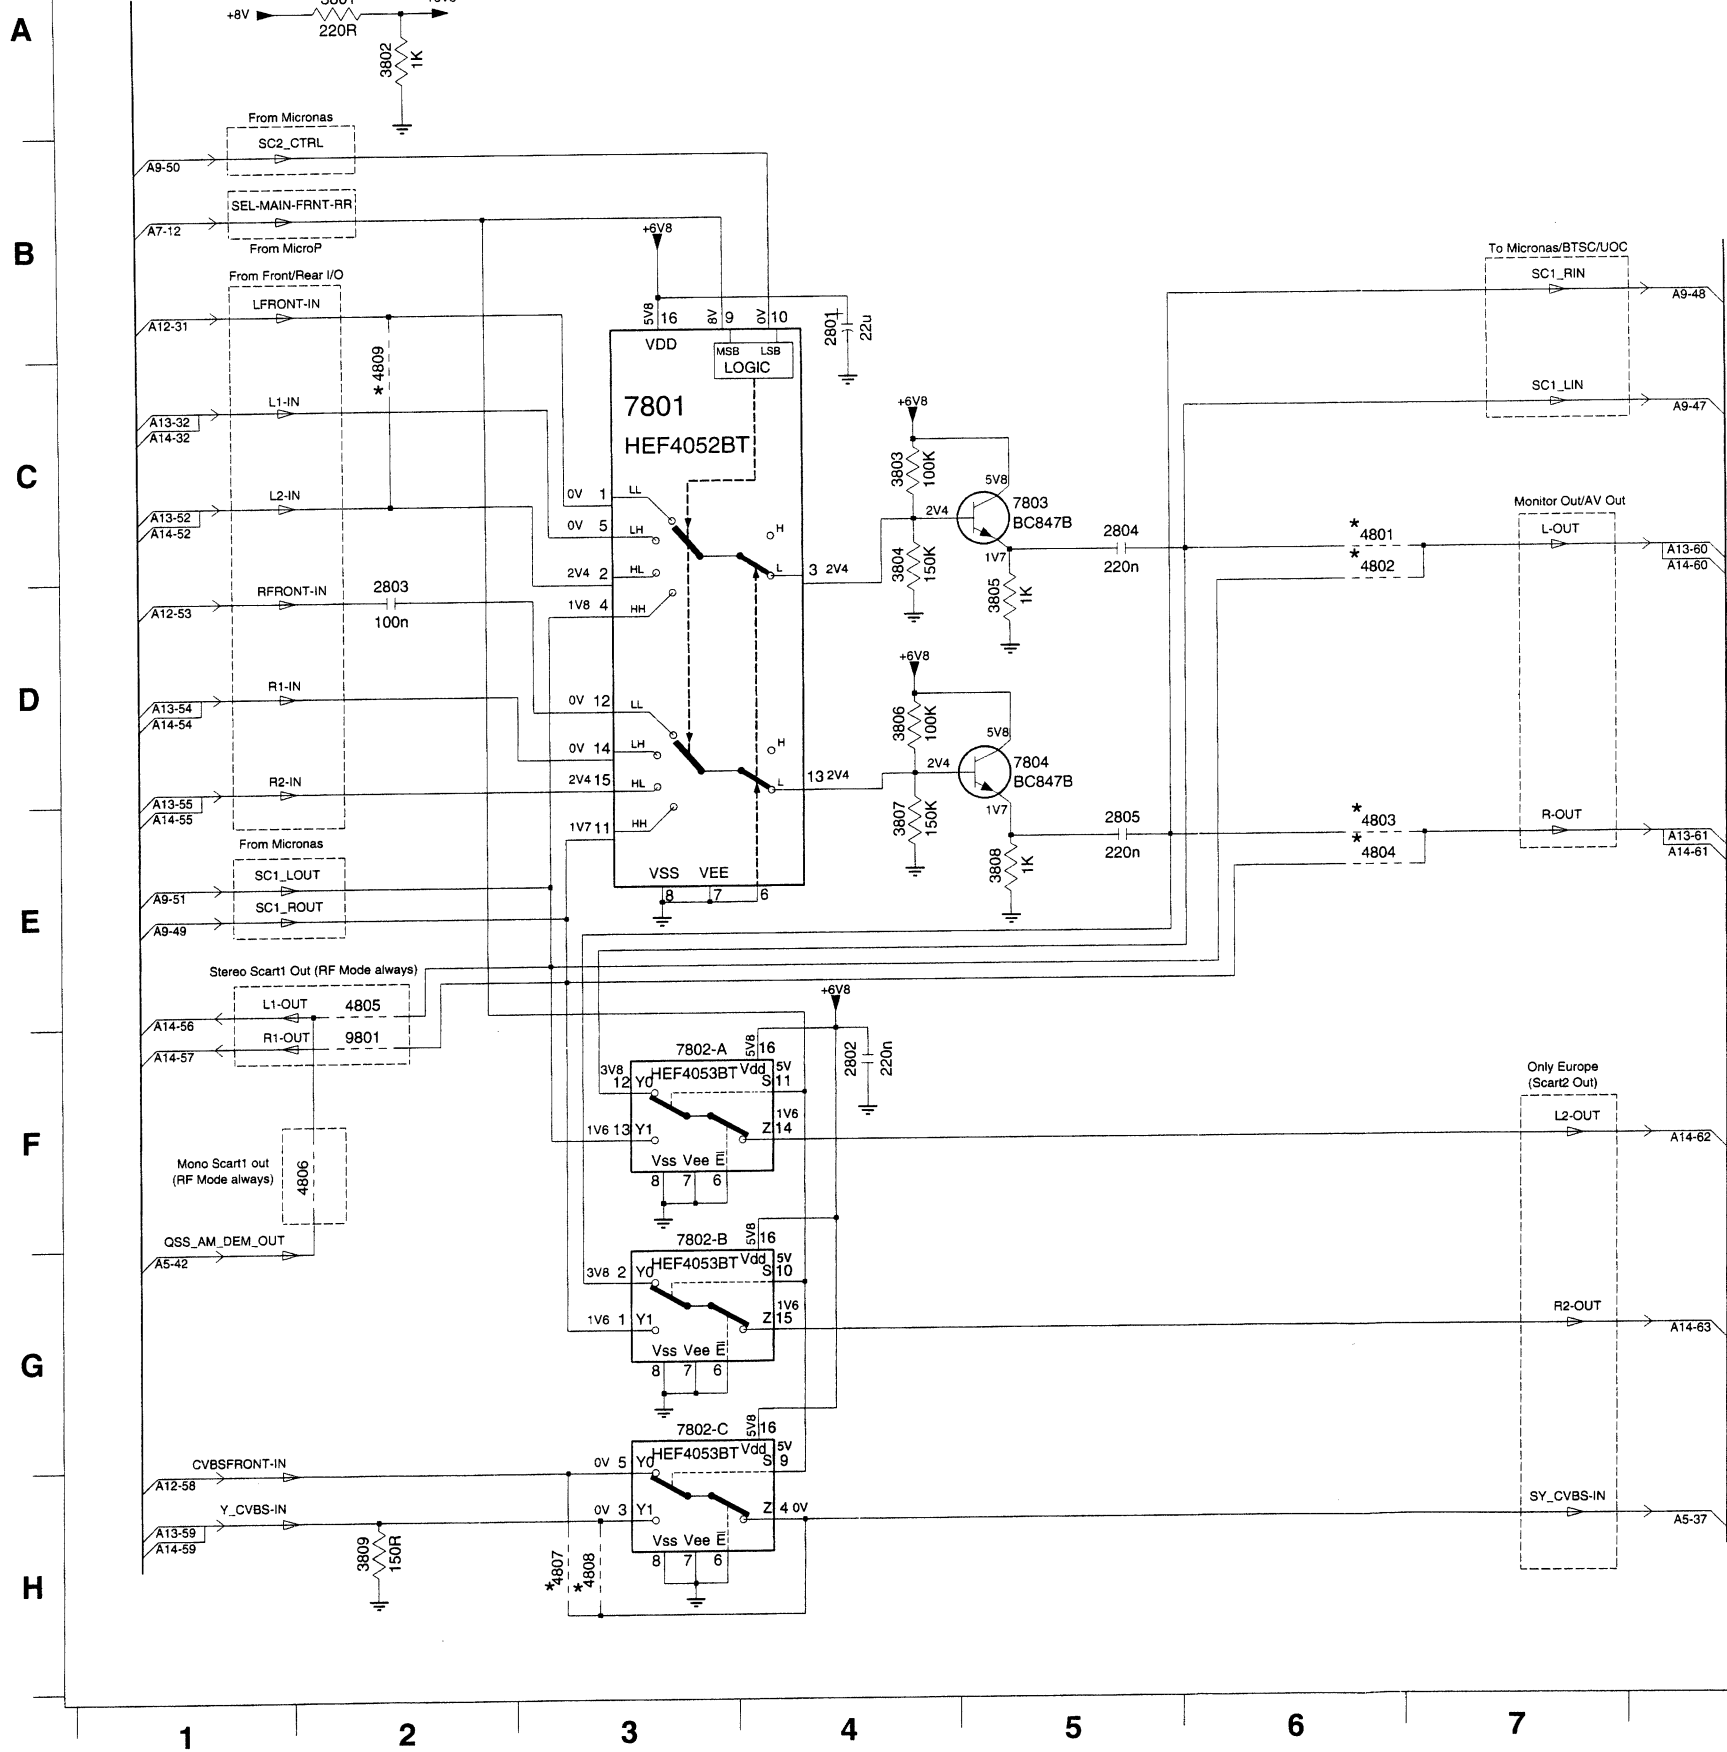 A
+8V
220R
3802
1K
From Micronas
SC2_CTRL
A9-50
SEL-MAIN-FRNT-RR
A7-12
From MicroP
B
+6V8
To Micronas/BTSC/UOC
SC1_RIN
A9-48
From Front/Rear I/O
LFRONT-IN
A12-31
5V8 16
8V 9
0V 10
2801
22u
VDD
MSB LSB
LOGIC
* 4809
SC1_LIN
A9-47
L1-IN
A13-32
A14-32
7801
HEF4052BT
+6V8
3803
100K
C
L2-IN
A13-52
A14-52
0V 1 LL
0V 5 LH
2V4 2 HL
1V8 4 HH
H
L
3 2V4
2V4
5V8
7803
BC847B
1V7
3804
150K
3805
1K
2804
220n
*
4801
*
4802
Monitor Out/AV Out
L-OUT
A13-60
A14-60
RFRONT-IN
A12-53
2803
100n
+6V8
D
R1-IN
A13-54
A14-54
0V 12 LL
0V 14 LH
2V4 15 HL
1V7 11 HH
H
L
13 2V4
3806
100K
5V8
2V4
7804
BC847B
1V7
3807
150K
3808
1K
R2-IN
A13-55
A14-55
2805
220n
*
4803
*
4804
R-OUT
A13-61
A14-61
From Micronas
SC1_LOUT
A9-51
SC1_ROUT
A9-49
VSS VEE
8 7 6
E
Stereo Scart1 Out (RF Mode always)
L1-OUT 4805
A14-56
R1-OUT 9801
A14-57
+6V8
2802
220n
7802-A
5V8 16
HEF4053BT Vdd
5V
S 11
3V8
12 Y0
1V6
Z 14
1V6 13 Y1
Vss Vee E
8 7 6
Only Europe
(Scart2 Out)
L2-OUT
A14-62
F
Mono Scart1 out
(RF Mode always)
4806
QSS_AM_DEM_OUT
A5-42
7802-B
5V8 16
HEF4053BT Vdd
5V
S 10
3V8 2 Y0
1V6
Z 15
1V6 1 Y1
Vss Vee E
8 7 6
R2-OUT
A14-63
G
7802-C
5V8 16
HEF4053BT Vdd
5V
S 9
CVBSFRONT-IN
A12-58
0V 5 Y0
Y_CVBS-IN
A13-59
A14-59
0V 3 Y1
Z 4 0V
Vss Vee E
8 7 6
SY_CVBS-IN
A5-37
3809
150R
*4807
*4808
H
1 2 3 4 5 6 7